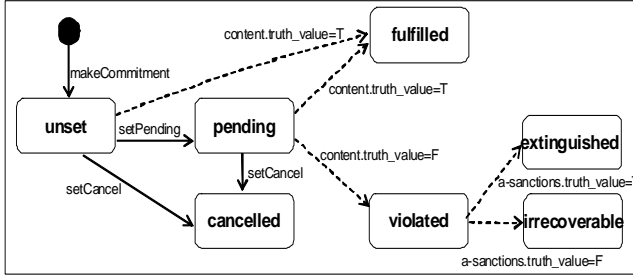 content.truth_value=T
fulfilled
makeCommitment
content.truth_value=T
unset
setPending
pending
extinguished
content.truth_value=F
setCancel
setCancel
a-sanctions.truth_value=
cancelled
violated
irrecoverable
a-sanctions.truth_value=F